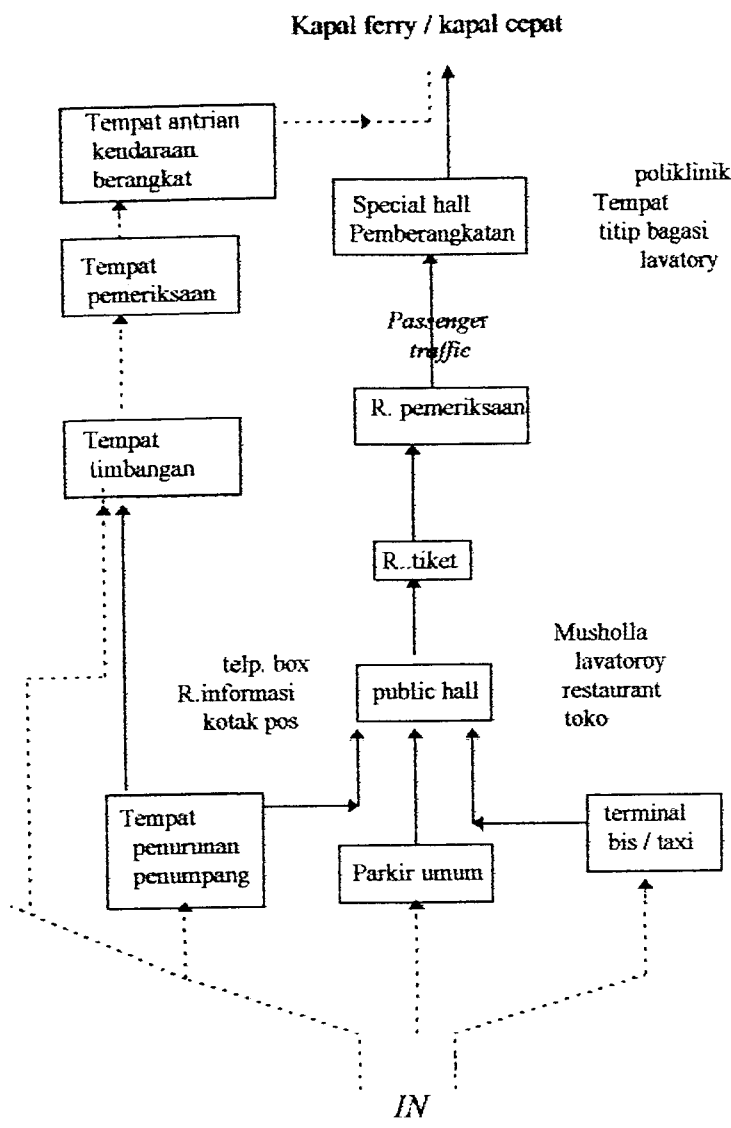 Kapal ferry / kapal cepat
Tempat antrian
kendaraan
berangkat
Special hall
Pemberangkatan
poliklinik
Tempat
titip bagasi
lavatory
Tempat
pemeriksaan
Passenger
traffic
R. pemeriksaan
Tempat
timbangan
R..tiket
telp. box
R.informasi
kotak pos
public hall
Musholla
lavatoroy
restaurant
toko
Tempat
penurunan
penumpang
Parkir umum
terminal
bis / taxi
IN